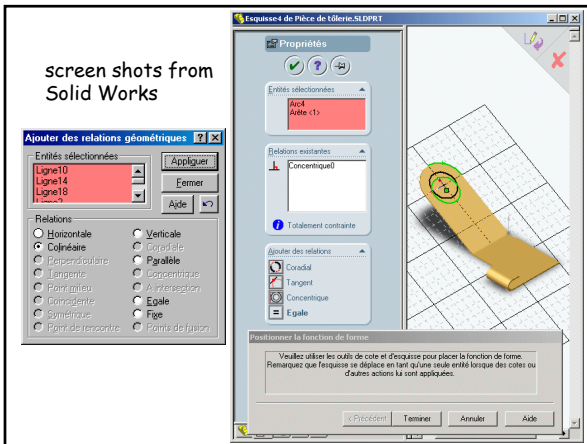 screen shots from
Solid Works
Ajouter des relations géométriques
Entités sélectionnées
Ligne10
Ligne14
Ligne18
Appliquer
Fermer
Aide
Relations
Horizontale
Verticale
Colinéaire
Coradiale
Perpendiculaire
Parallèle
Tangente
Concentrique
Point milieu
A intersection
Coïncidente
Egale
Symétrique
Fixe
Point de rencontre
Points de fusion
Esquisse4 de Pièce de tôlerie.SLDPRT
Propriétés
Entités sélectionnées
Arc4
Arête <1>
Relations existantes
Concentrique0
Totalement contrainte
Ajouter des relations
Coradial
Tangent
Concentrique
Egale
Positionner la fonction de forme
Veuillez utiliser les outils de cote et d'esquisse pour placer la fonction de forme.
Remarquez que l'esquisse se déplace en tant qu'une seule entité lorsque des cotes ou
d'autres actions lui sont appliquées.
< Précédent
Terminer
Annuler
Aide